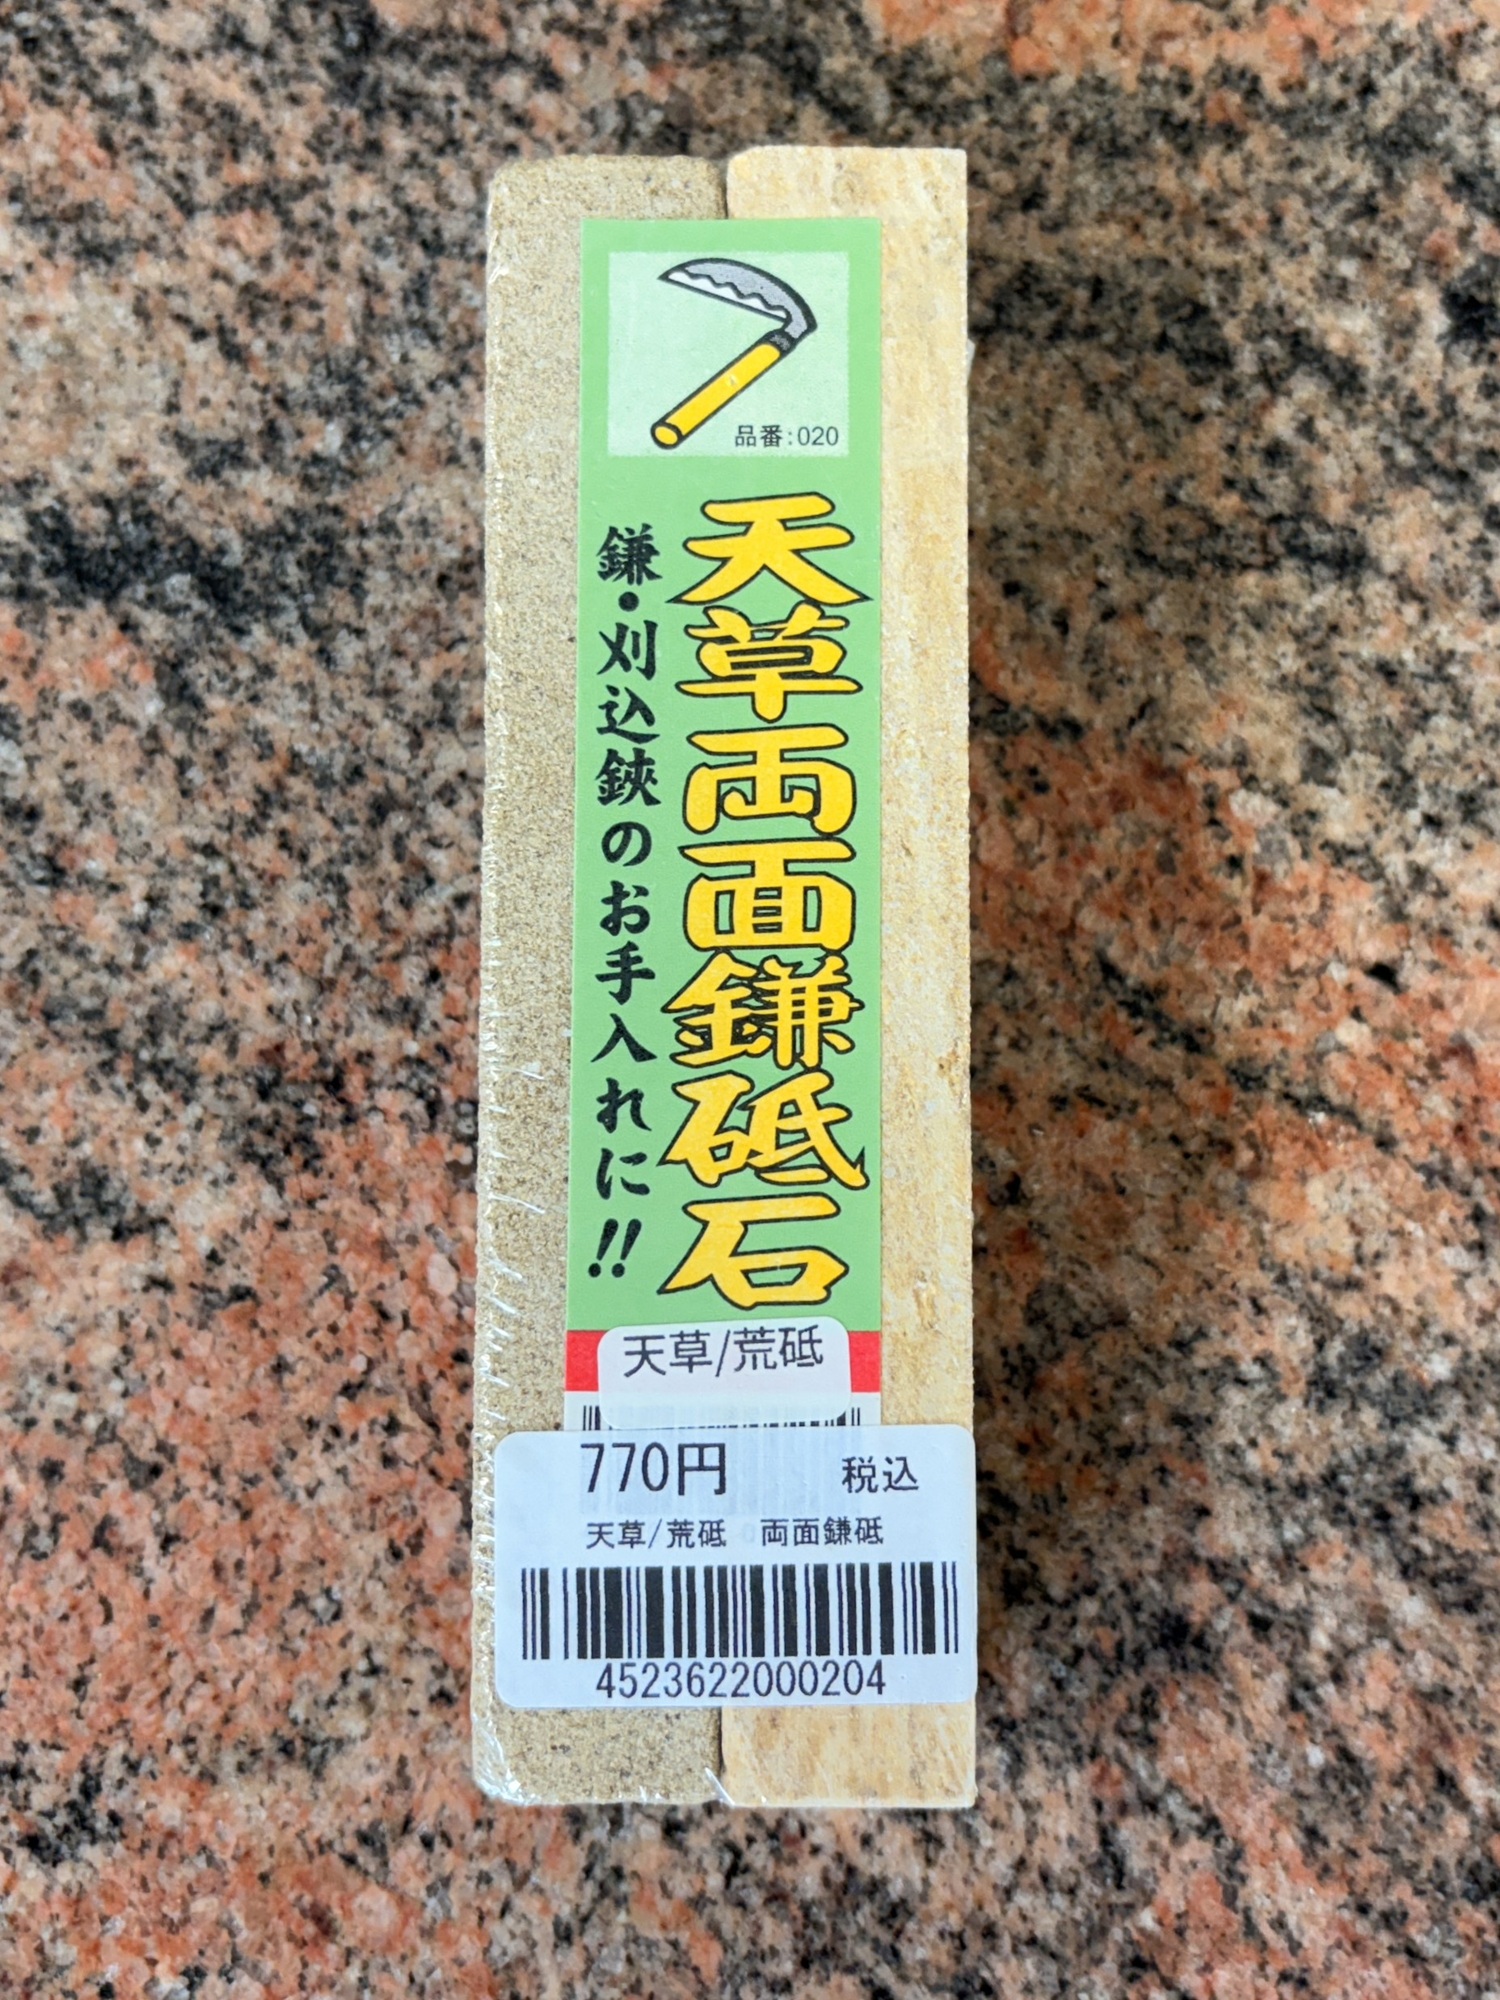 品番:020
天草両面鎌砥石
鎌・刈込鋏のお手入れに!!
天草/荒砥
770円 税込
天草/荒砥 両面鎌砥
4523622000204